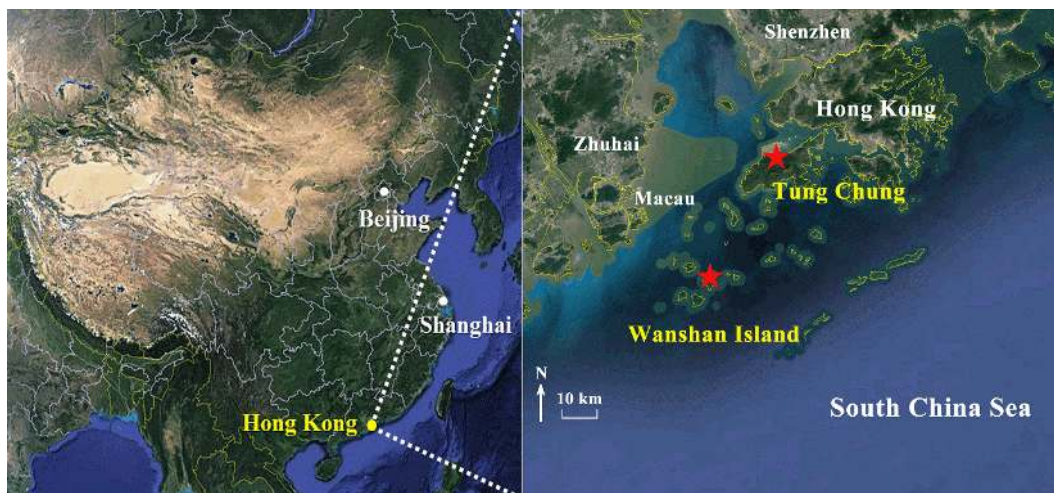 Beijing
Shanghai
Hong Kong
Shenzhen
Hong Kong
Zhuhai
Tung Chung
Macau
Wanshan Island
N
10 km
South China Sea